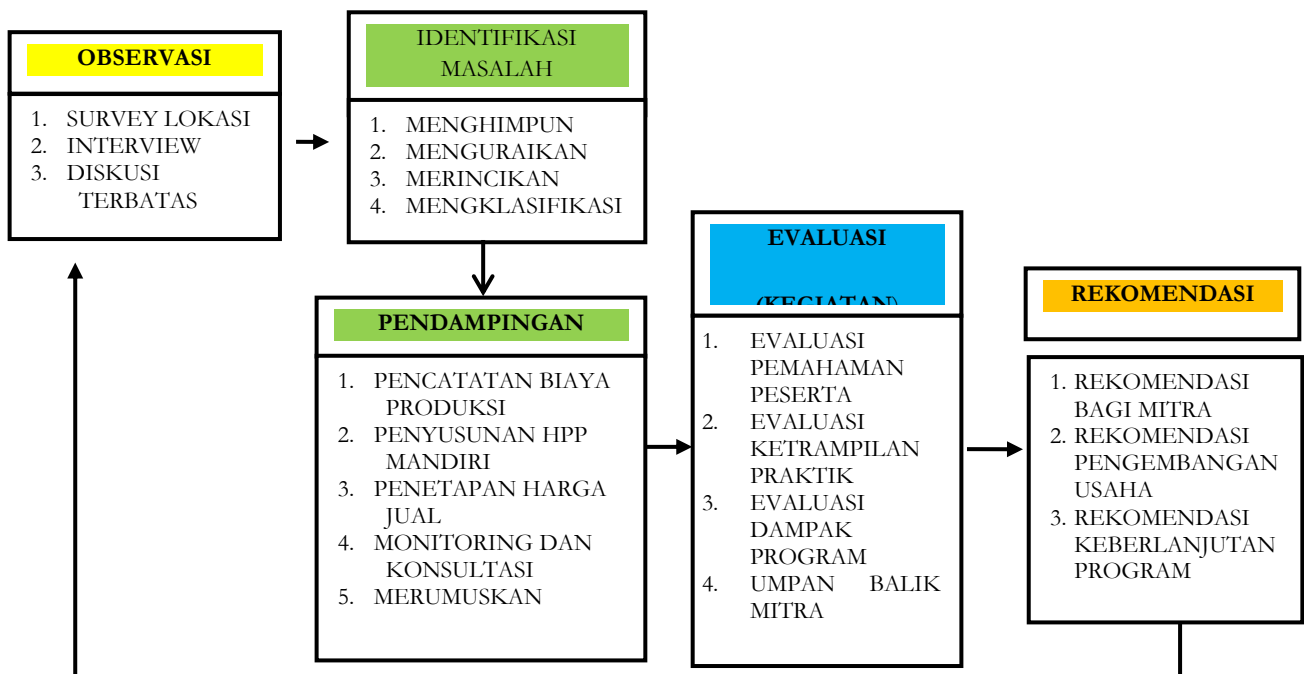 OBSERVASI
1. SURVEY LOKASI
2. INTERVIEW
3. DISKUSI
TERBATAS
IDENTIFIKASI
MASALAH
1. MENGHIMPUN
2. MENGURAIKAN
3. MERINCIKAN
4. MENGKLASIFIKASI
PENDAMPINGAN
1. PENCATATAN BIAYA
PRODUKSI
2. PENYUSUNAN HPP
MANDIRI
3. PENETAPAN HARGA
JUAL
4. MONITORING DAN
KONSULTASI
5. MERUMUSKAN
EVALUASI
(KEGIATAN)
1. EVALUASI
PEMAHAMAN
PESERTA
2. EVALUASI
KETRAMPILAN
PRAKTIK
3. EVALUASI
DAMPAK
PROGRAM
4. UMPAN BALIK
MITRA
REKOMENDASI
1. REKOMENDASI
BAGI MITRA
2. REKOMENDASI
PENGEMBANGAN
USAHA
3. REKOMENDASI
KEBERLANJUTAN
PROGRAM